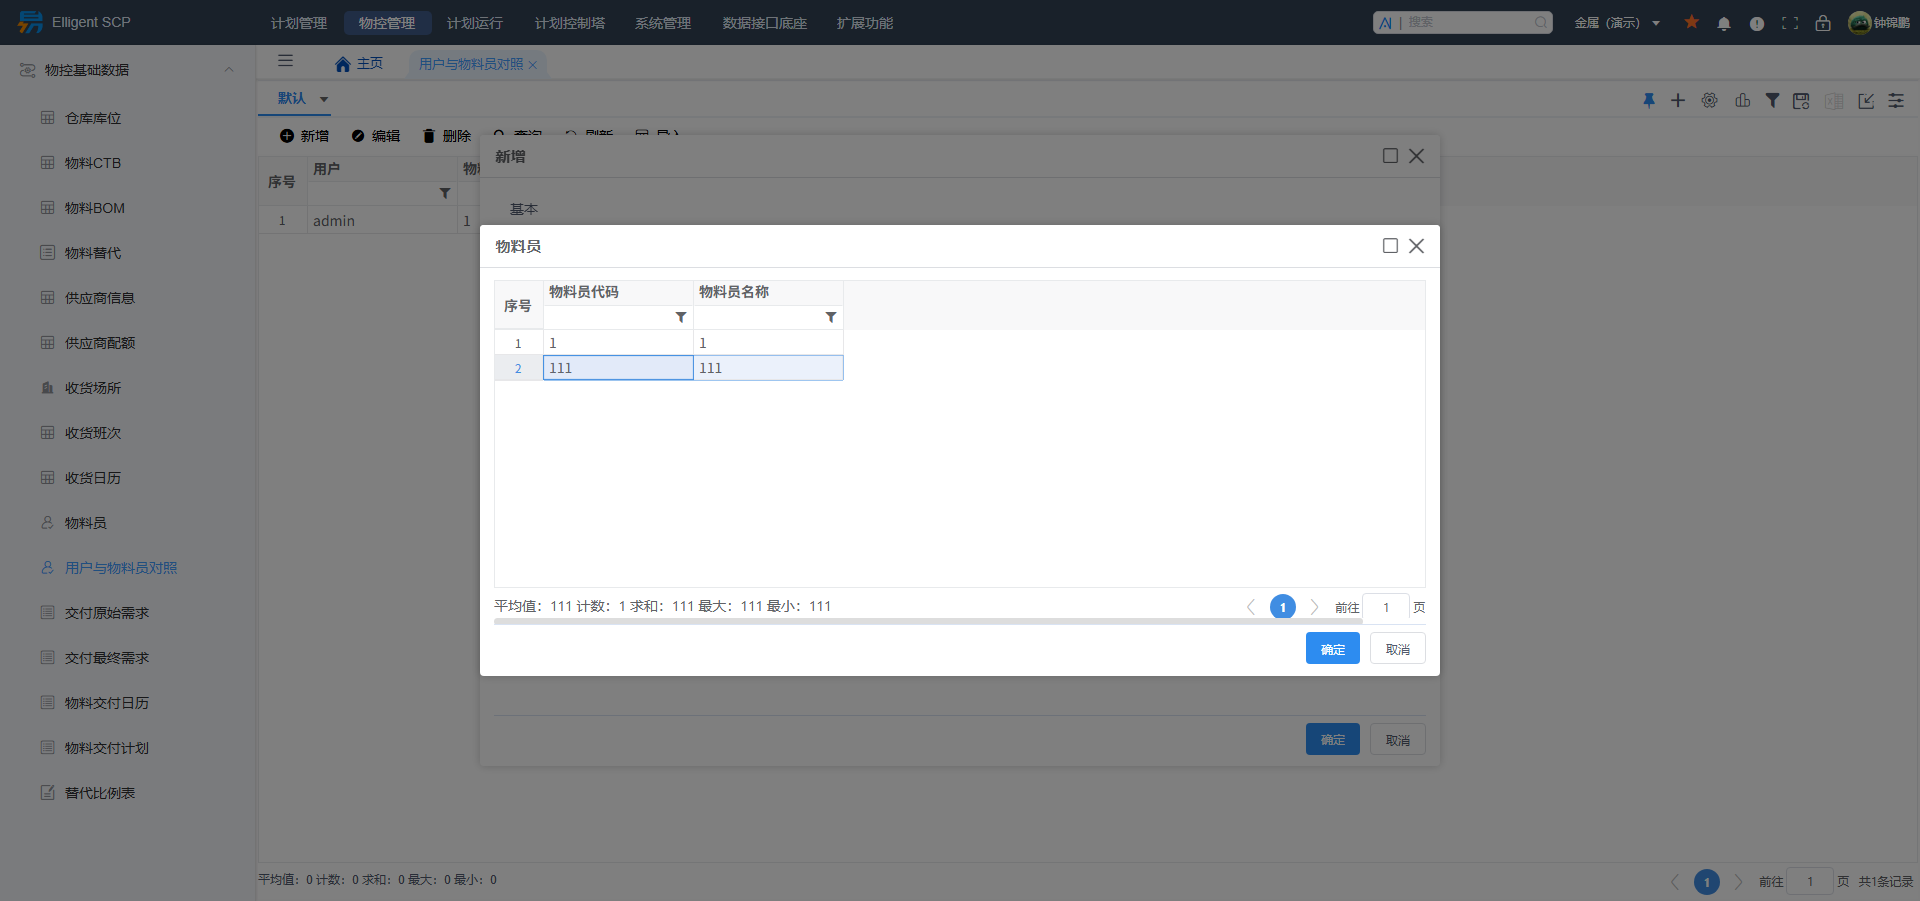 Elligent SCP
计划管理
物控管理
计划运行
计划控制塔
系统管理
数据接口底座
扩展功能
AI | 搜索
金属 (演示)
钟锦鹏
物控基础数据
仓库库位
物料CTB
物料BOM
物料替代
供应商信息
供应商配额
收货场所
收货班次
收货日历
物料员
用户与物料员对照
交付原始需求
交付最终需求
物料交付日历
物料交付计划
替代比例表
主页
用户与物料员对照
默认
新增
编辑
删除
查询
刷新
导入
序号
用户
1
admin
1
新增
基本
物料员
序号
物料员代码
物料员名称
1
1
1
2
111
111
平均值: 111 计数: 1 求和: 111 最大: 111 最小: 111
1
前往
1
页
确定
取消
确定
取消
平均值: 0 计数: 0 求和: 0 最大: 0 最小: 0
1
前往
1
页
共1条记录